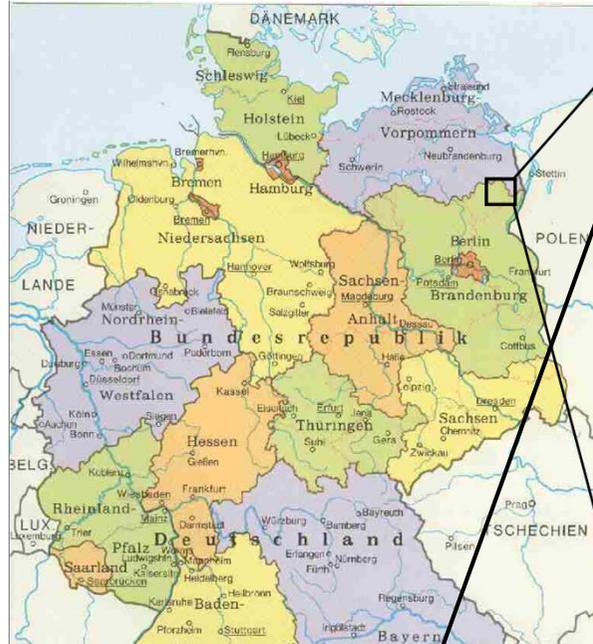 DÄNEMARK
Flensburg
Schleswig
Kiel
Holstein
Lübeck
Mecklenburg-
Stralsund
Rostock
Vorpommern
Neubrandenburg
Schwerin
Stettin
Bremerhvn.
Wilhelmshvn.
Hamburg
Hamburg
Bremen
Groningen
Oldenburg
Bremen
NIEDER-
LANDE
Niedersachsen
Hannover
Wolfsburg
Braunschweig
Salzgitter
Osnabrück
Berlin
Berlin
Potsdam
Brandenburg
Frankfurt
POLEN
Cottbus
Sachsen-
Magdeburg
Anhalt
Dessau
Halle
Münster
Bielefeld
Nordrhein-
Bundesrepublik
Paderborn
Göttingen
Essen
Dortmund
Duisburg
Bochum
Düsseldorf
Westfalen
Kassel
Köln
Aachen
Bonn
Siegen
Leipzig
Dresden
Sachsen
Chemnitz
Zwickau
Eisenach
Erfurt
Jena
Thüringen
Suhl
Gera
Hessen
Gießen
BELG.
Koblenz
Wiesbaden
Frankfurt
Rheinland-
Mainz
Darmstadt
LUX.
Luxemburg
Trier
Pfalz
Würzburg
Bamberg
Bayreuth
Deutschland
Prag
TSCHECHIEN
Pilsen
Worms
Ludwigshfn
Mannheim
Kaisersl
Heidelberg
Saarland
Saarbrücken
Erlangen
Fürth
Nürnberg
Karlsruhe
Heilbronn
Baden-
Regensburg
Pforzheim
Stuttgart
Ingolstadt
Bayern